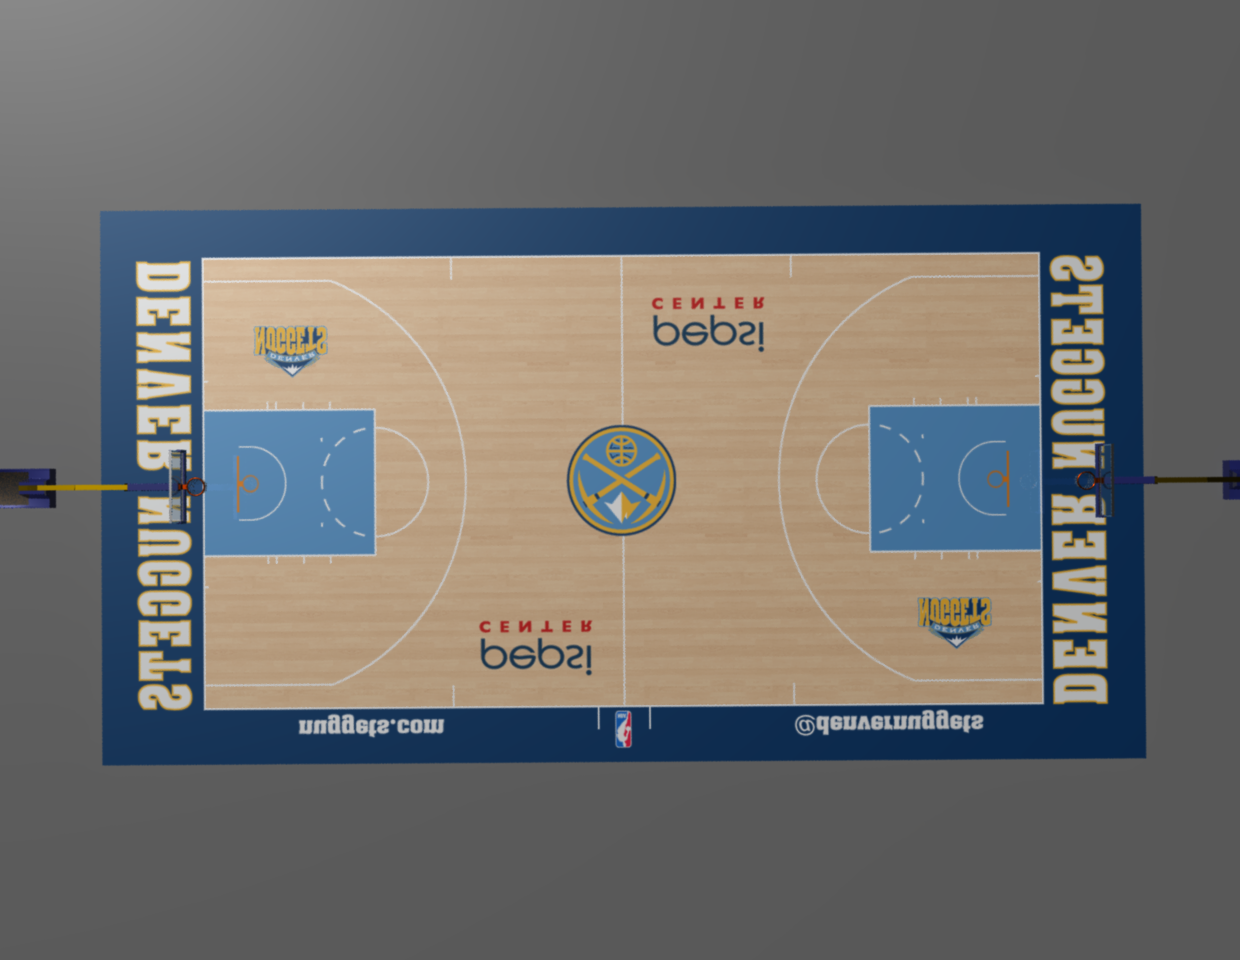 DENVER NUGGETS
DENVER NUGGETS
CENTER
pepsi
NUGGETS
DENVER
CENTER
pepsi
NUGGETS
DENVER
nuggets.com
@denvernuggets